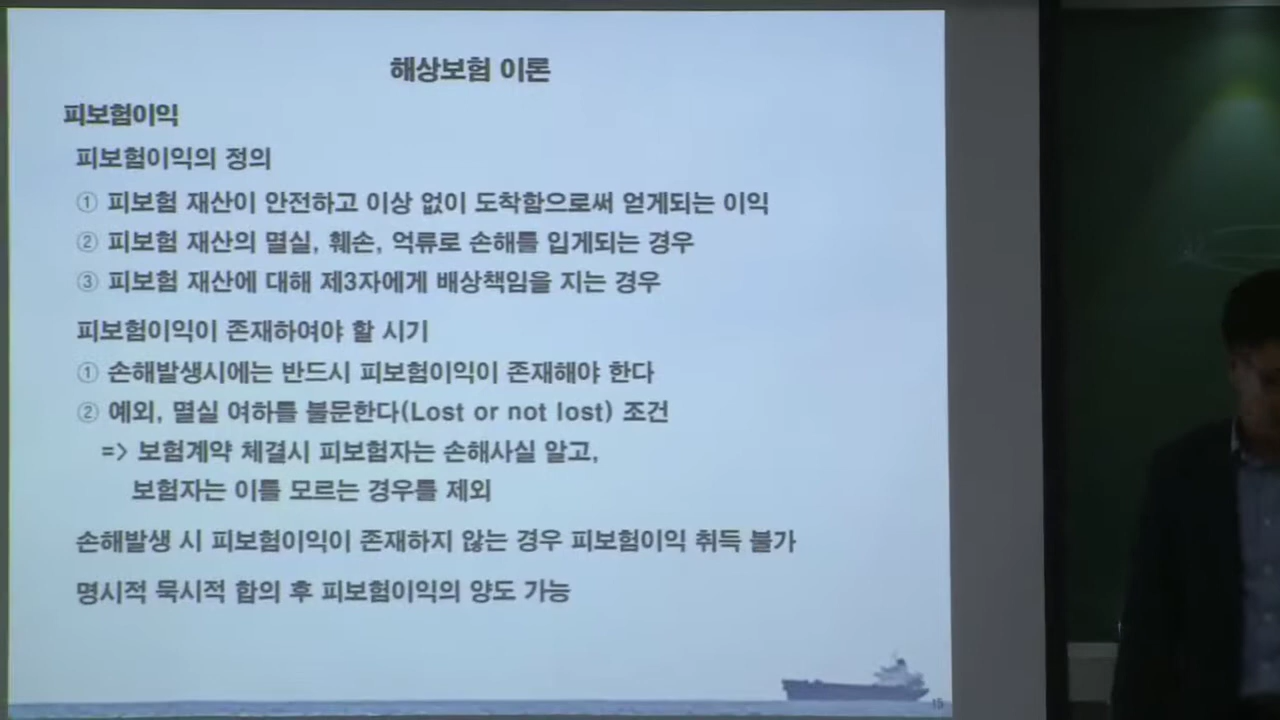 해상보험 이론
피보험이익
피보험이익의 정의
① 피보험 재산이 안전하고 이상 없이 도착함으로써 얻게되는 이익
② 피보험 재산의 멸실, 훼손, 억류로 손해를 입게되는 경우
③ 피보험 재산에 대해 제3자에게 배상책임을 지는 경우
피보험이익이 존재하여야 할 시기
① 손해발생시에는 반드시 피보험이익이 존재해야 한다
② 예외, 멸실 여하를 불문한다(Lost or not lost) 조건
=> 보험계약 체결시 피보험자는 손해사실 알고,
보험자는 이를 모르는 경우를 제외
손해발생 시 피보험이익이 존재하지 않는 경우 피보험이익 취득 불가
명시적 묵시적 합의 후 피보험이익의 양도 가능
15